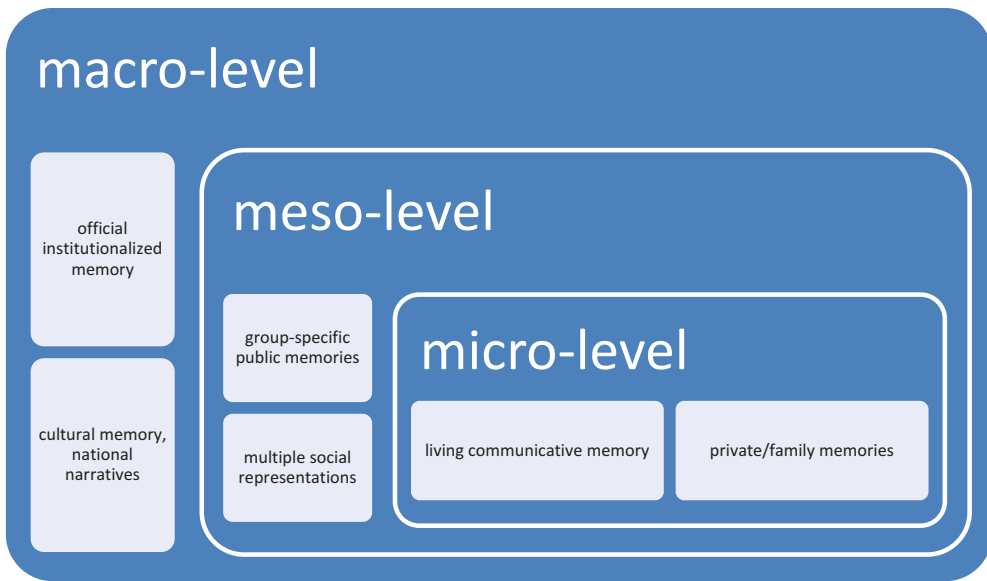 macro-level
official
institutionalized
memory
cultural memory,
national
narratives
meso-level
group-specific
public memories
multiple social
representations
micro-level
living communicative memory
private/family memories